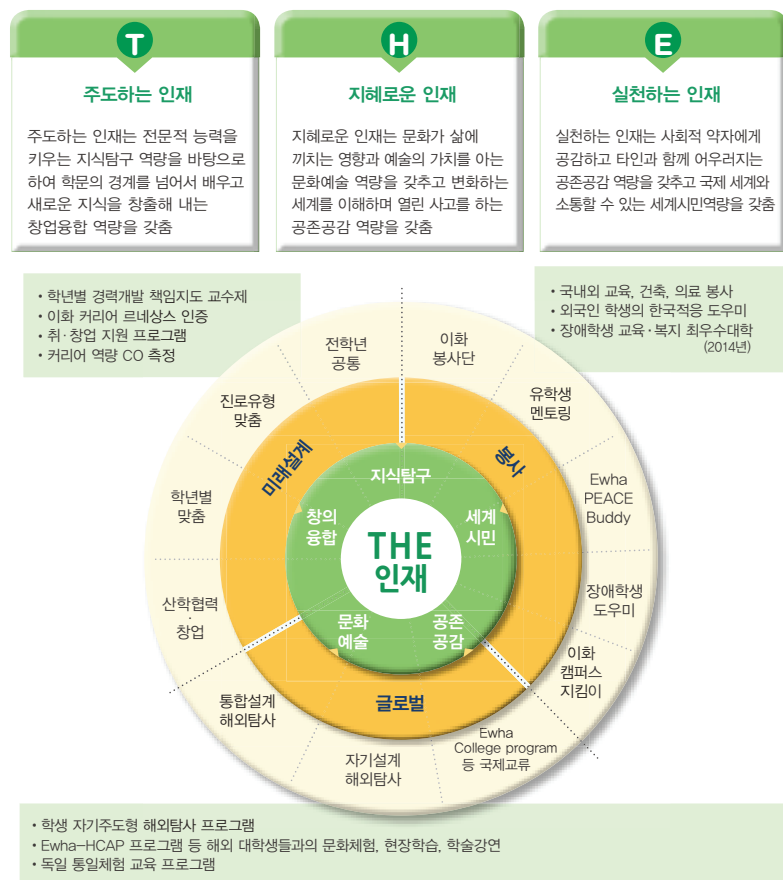 T
주도하는 인재
주도하는 인재는 전문적 능력을
키우는 지식탐구 역량을 바탕으로
하여 학문의 경계를 넘어서 배우고
새로운 지식을 창출해 내는
창업융합 역량을 갖춤
H
지혜로운 인재
지혜로운 인재는 문화가 삶에
끼치는 영향과 예술의 가치를 아는
문화예술 역량을 갖추고 변화하는
세계를 이해하며 열린 사고를 하는
공존공감 역량을 갖춤
E
실천하는 인재
실천하는 인재는 사회적 약자에게
공감하고 타인과 함께 어우러지는
공존공감 역량을 갖추고 국제 세계와
소통할 수 있는 세계시민역량을 갖춤
• 학년별 경력개발 책임지도 교수제
• 이화 커리어 르네상스 인증
• 취·창업 지원 프로그램
• 커리어 역량 CO 측정
• 국내외 교육, 건축, 의료 봉사
• 외국인 학생의 한국적응 도우미
• 장애학생 교육·복지 최우수대학
(2014년)
전학년
공통
진로유형
맞춤
학년별
맞춤
산학협력
·
창업
이화
봉사단
유학생
멘토링
Ewha
PEACE
Buddy
장애학생
도우미
이화
캠퍼스
지킴이
통합설계
해외탐사
자기설계
해외탐사
Ewha
College program
등 국제교류
미래설계
봉사
글로벌
지식탐구
창의
융합
세계
시민
문화
예술
공존
공감
THE
인재
• 학생 자기주도형 해외탐사 프로그램
• Ewha-HCAP 프로그램 등 해외 대학생들과의 문화체험, 현장학습, 학술강연
• 독일 통일체험 교육 프로그램